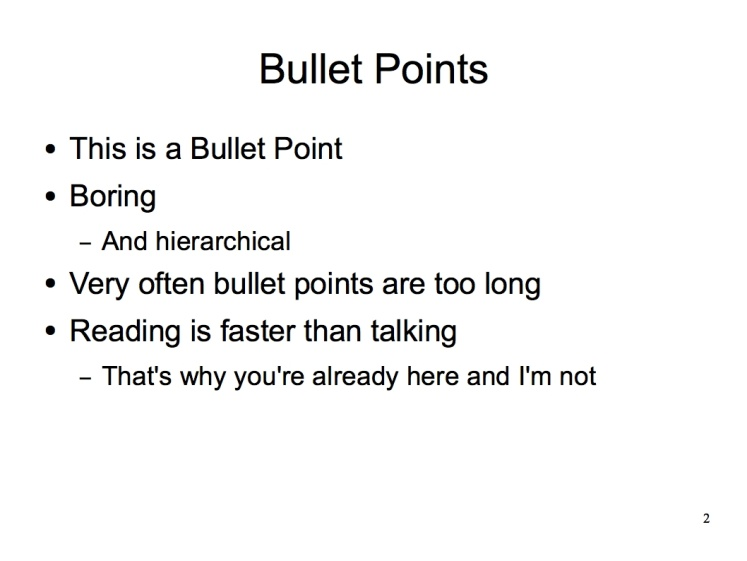 Bullet Points
• This is a Bullet Point
• Boring
– And hierarchical
• Very often bullet points are too long
• Reading is faster than talking
– That's why you're already here and I'm not
2